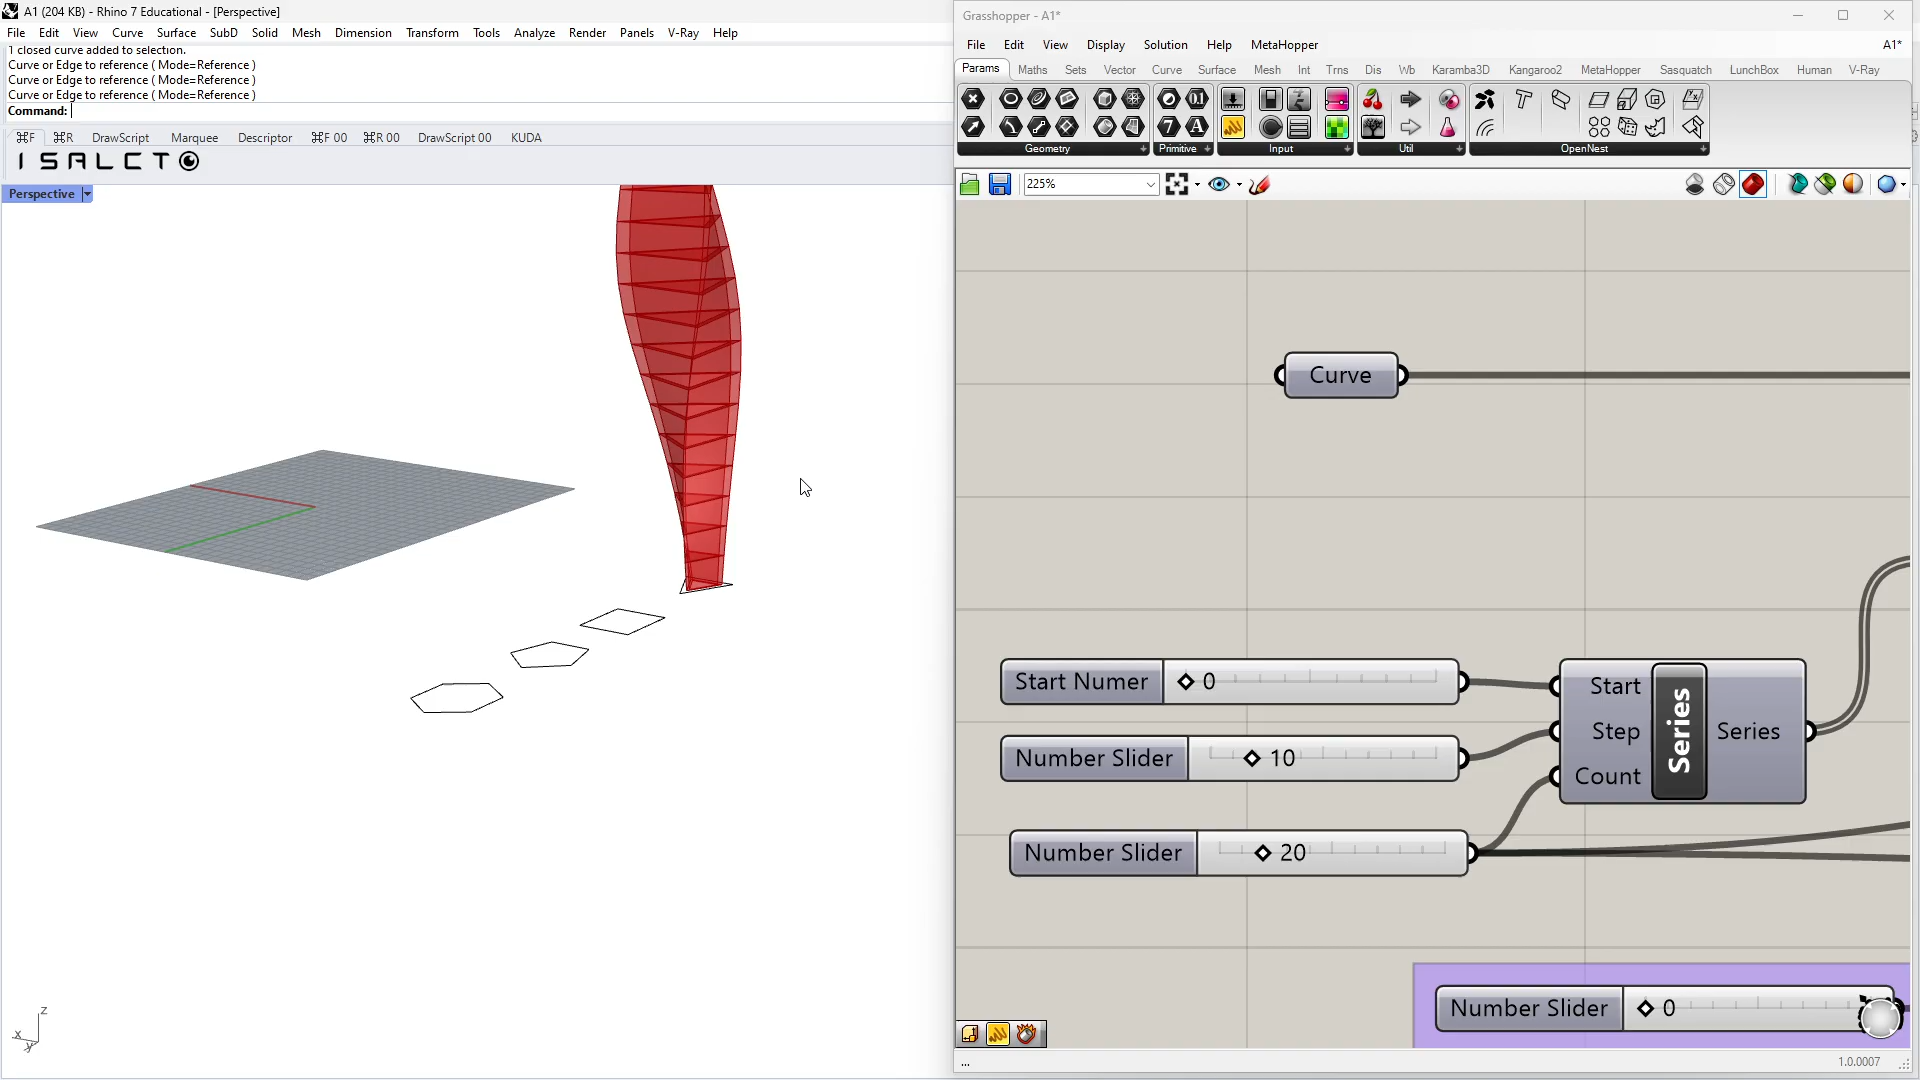 A1 (204 KB) - Rhino 7 Educational - [Perspective]
File Edit View Curve Surface SubD Solid Mesh Dimension Transform Tools Analyze Render Panels V-Ray Help
1 closed curve added to selection.
Curve or Edge to reference ( Mode=Reference )
Curve or Edge to reference ( Mode=Reference )
Curve or Edge to reference ( Mode=Reference )
Command:
⌘F ⌘R DrawScript Marquee Descriptor ⌘F 00 ⌘R 00 DrawScript 00 KUDA
I S A L C T
Perspective
z
x
y
Grasshopper - A1*
File Edit View Display Solution Help MetaHopper A1*
Params Maths Sets Vector Curve Surface Mesh Int Trns Dis Wb Karamba3D Kangaroo2 MetaHopper Sasquatch LunchBox Human V-Ray
Geometry Primitive Input Util OpenNest
225%
Curve
Start Numer 0
Number Slider 10
Number Slider 20
Start
Step
Count
Series
Series
Number Slider 0
...
1.0.0007